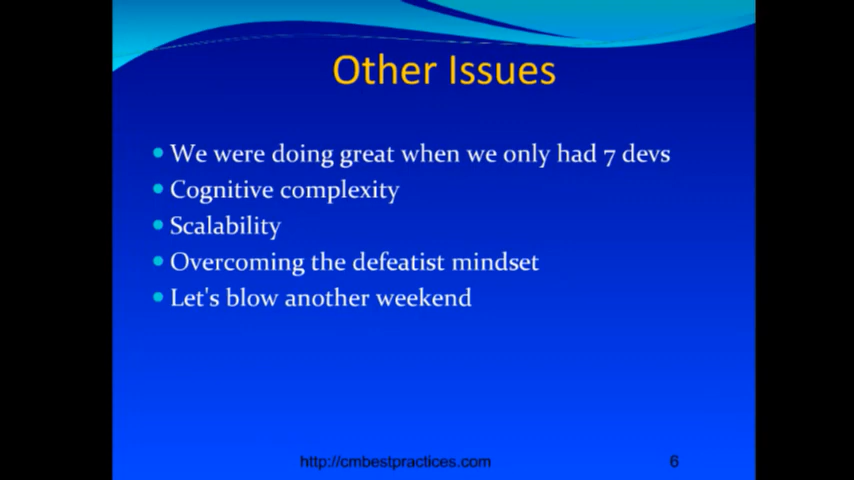 Other Issues
We were doing great when we only had 7 devs
Cognitive complexity
Scalability
Overcoming the defeatist mindset
Let's blow another weekend
http://cmbestpractices.com
6